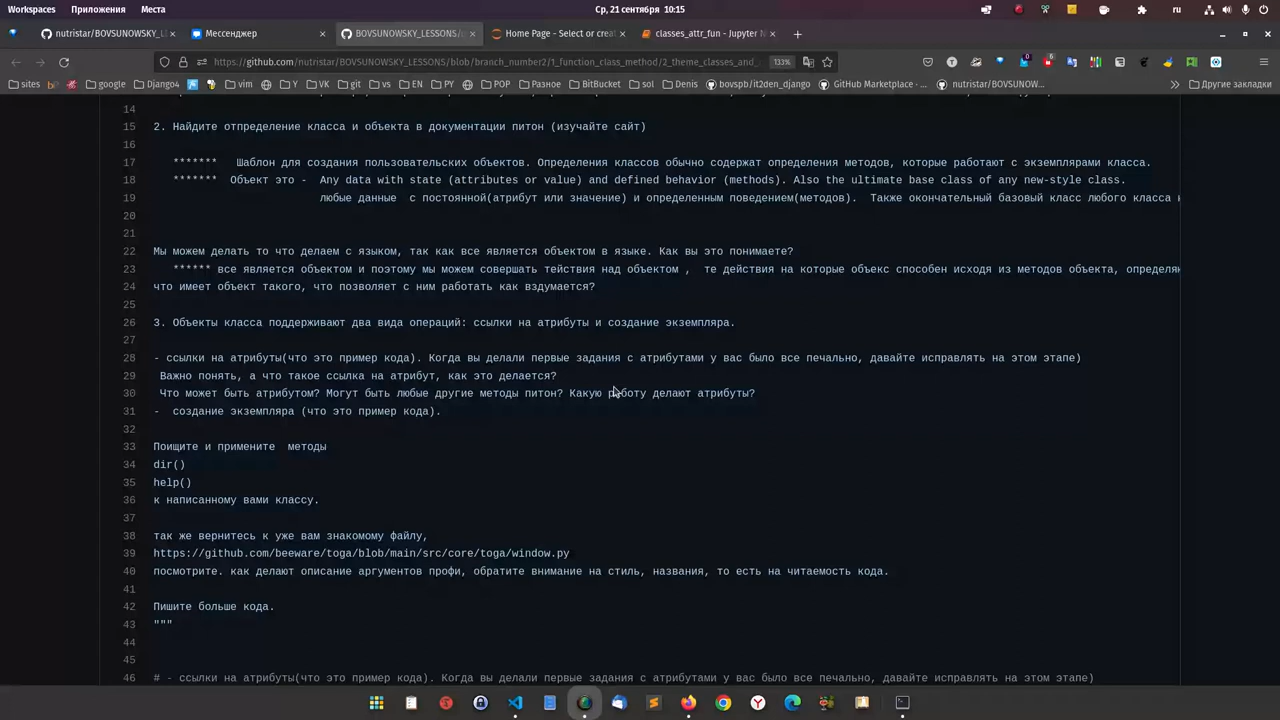 Workspaces Приложения Места Ср, 21 сентября 10:15 ru
nutristar/BOVSUNOWSKY_LE Мессенджер BOVSUNOWSKY_LESSONS/ Home Page - Select or crea classes_attr_fun - Jupyter N
https://github.com/nutristar/BOVSUNOWSKY_LESSONS/blob/branch_number2/1_function_class_method/2_theme_classes_and_ 133%
sites google Django4 vim Y VK git vs EN PY POP Разное BitBucket sol Denis bovspb/it2den_django GitHub Marketplace - ... nutristar/BOVSUNOW... Другие закладки
14
15 2. Найдите отпределение класса и объекта в документации питон (изучайте сайт)
16
17 ******* Шаблон для создания пользовательских объектов. Определения классов обычно содержат определения методов, которые работают с экземплярами класса.
18 ******* Объект это - Any data with state (attributes or value) and defined behavior (methods). Also the ultimate base class of any new-style class.
19 любые данные с постоянной(атрибут или значение) и определенным поведением(методов). Также окончательный базовый класс любого класса
20
21
22 Мы можем делать то что делаем с языком, так как все является объектом в языке. Как вы это понимаете?
23 ****** все является объектом и поэтому мы можем совершать тействия над объектом , те действия на которые объекс способен исходя из методов объекта,
24 что имеет объект такого, что позволяет с ним работать как вздумается?
25
26 3. Объекты класса поддерживают два вида операций: ссылки на атрибуты и создание экземпляра.
27
28 - ссылки на атрибуты(что это пример кода). Когда вы делали первые задания с атрибутами у вас было все печально, давайте исправлять на этом этапе)
29 Важно понять, а что такое ссылка на атрибут, как это делается?
30 Что может быть атрибутом? Могут быть любые другие методы питон? Какую работу делают атрибуты?
31 - создание экземпляра (что это пример кода).
32
33 Поищите и примените методы
34 dir()
35 help()
36 к написанному вами классу.
37
38 так же вернитесь к уже вам знакомому файлу,
39 https://github.com/beeware/toga/blob/main/src/core/toga/window.py
40 посмотрите. как делают описание аргументов профи, обратите внимание на стиль, названия, то есть на читаемость кода.
41
42 Пишите больше кода.
43 """
44
45
46 # - ссылки на атрибуты(что это пример кода). Когда вы делали первые задания с атрибутами у вас было все печально, давайте исправлять на этом этапе)